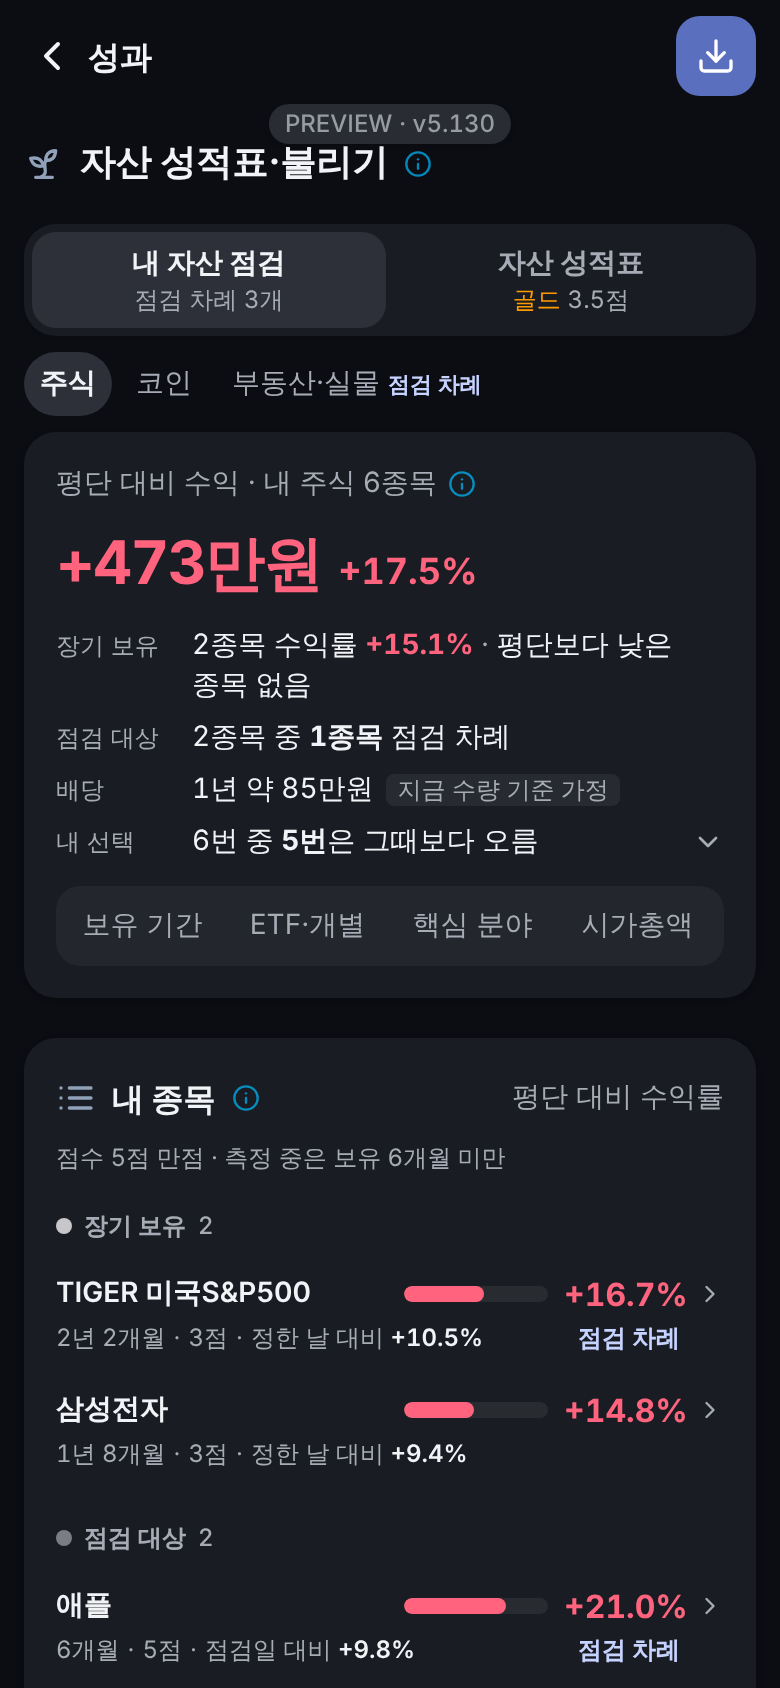 성과
PREVIEW · v5.130
자산 성적표·불리기
내 자산 점검
점검 차례 3개
자산 성적표
골드 3.5점
주식
코인
부동산·실물 점검 차례
평단 대비 수익 · 내 주식 6종목
+473만원 +17.5%
장기 보유 2종목 수익률 +15.1% · 평단보다 낮은
종목 없음
점검 대상 2종목 중 1종목 점검 차례
배당 1년 약 85만원 지금 수량 기준 가정
내 선택 6번 중 5번은 그때보다 오름
보유 기간 ETF·개별 핵심 분야 시가총액
내 종목 평단 대비 수익률
점수 5점 만점 · 측정 중은 보유 6개월 미만
장기 보유 2
TIGER 미국S&P500 +16.7%
2년 2개월 · 3점 · 정한 날 대비 +10.5% 점검 차례
삼성전자 +14.8%
1년 8개월 · 3점 · 정한 날 대비 +9.4%
점검 대상 2
애플 +21.0%
6개월 · 5점 · 점검일 대비 +9.8% 점검 차례